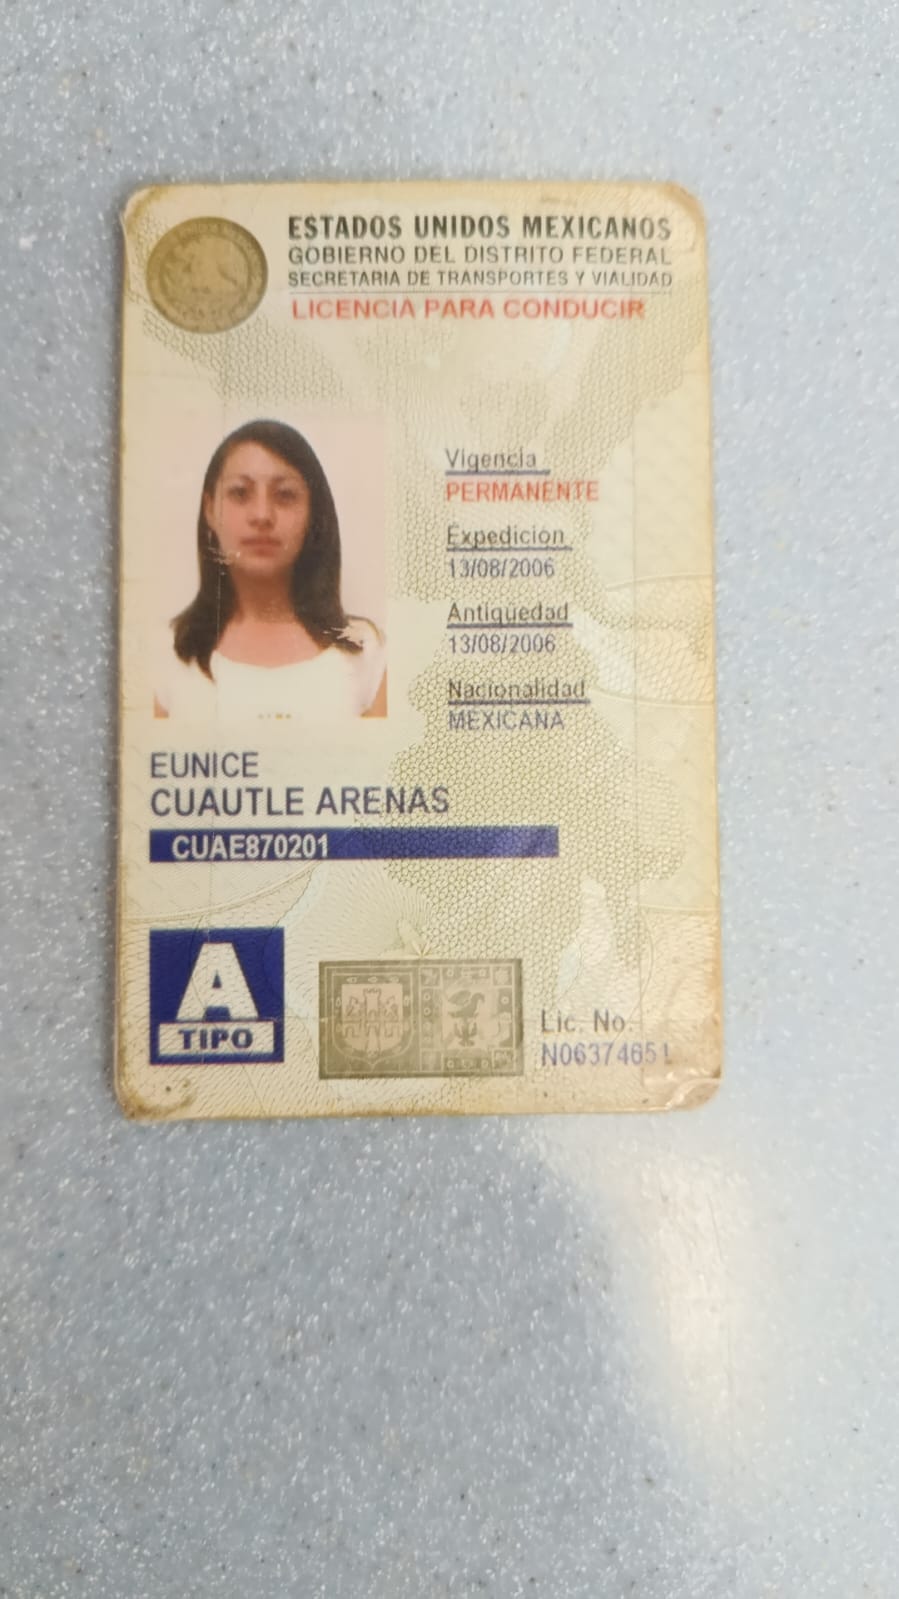 ESTADOS UNIDOS MEXICANOS
GOBIERNO DEL DISTRITO FEDERAL
SECRETARIA DE TRANSPORTES Y VIALIDAD
LICENCIA PARA CONDUCIR
Vigencia
PERMANENTE
Expedicion
13/08/2006
Antiguedad
13/08/2006
Nacionalidad
MEXICANA
EUNICE
CUAUTLE ARENAS
CUAE870201
A
TIPO
Lic. No.
N06374651